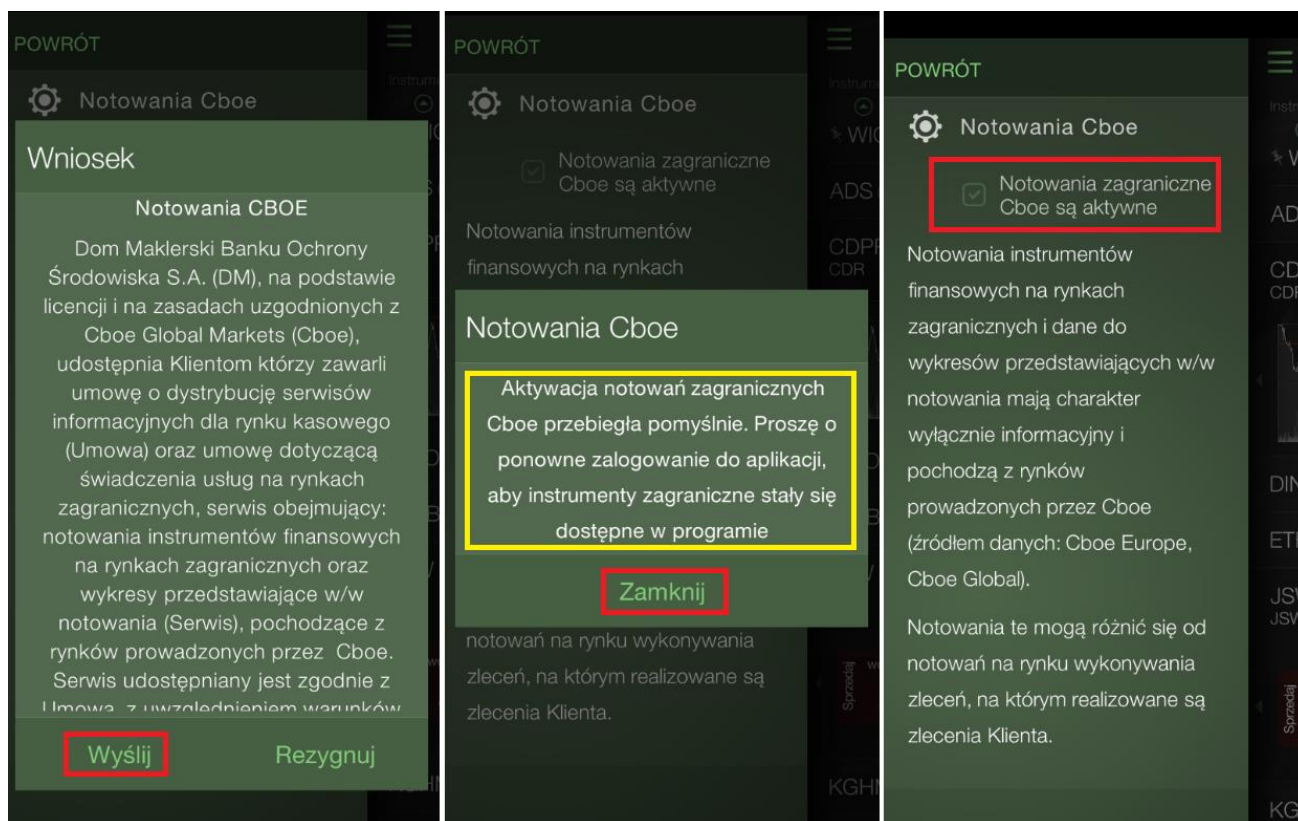 POWRÓT
Notowania Cboe
Wniosek
Notowania CBOE
Dom Maklerski Banku Ochrony
Środowiska S.A. (DM), na podstawie
licencji i na zasadach uzgodnionych z
Cboe Global Markets (Cboe),
udostępnia Klientom którzy zawarli
umowę o dystrybucję serwisów
informacyjnych dla rynku kasowego
(Umowa) oraz umowę dotyczącą
świadczenia usług na rynkach
zagranicznych, serwis obejmujący:
notowania instrumentów finansowych
na rynkach zagranicznych oraz
wykresy przedstawiające w/w
notowania (Serwis), pochodzące z
rynków prowadzonych przez Cboe.
Serwis udostępniany jest zgodnie z
Umową, z uwzględnieniem warunków
Wyślij Rezygnuj
POWRÓT
Notowania Cboe
Notowania zagraniczne
Cboe są aktywne
Notowania instrumentów
finansowych na rynkach
Notowania Cboe
Aktywacja notowań zagranicznych
Cboe przebiegła pomyślnie. Proszę o
ponowne zalogowanie do aplikacji,
aby instrumenty zagraniczne stały się
dostępne w programie
Zamknij
notowań na rynku wykonywania
zleceń, na którym realizowane są
zlecenia Klienta.
ADS
CDR
KGHM
POWRÓT
Notowania Cboe
Notowania zagraniczne
Cboe są aktywne
Notowania instrumentów
finansowych na rynkach
zagranicznych i dane do
wykresów przedstawiających w/w
notowania mają charakter
wyłącznie informacyjny i
pochodzą z rynków
prowadzonych przez Cboe
(źródłem danych: Cboe Europe,
Cboe Global).
Notowania te mogą różnić się od
notowań na rynku wykonywania
zleceń, na którym realizowane są
zlecenia Klienta.
Sprzedaj